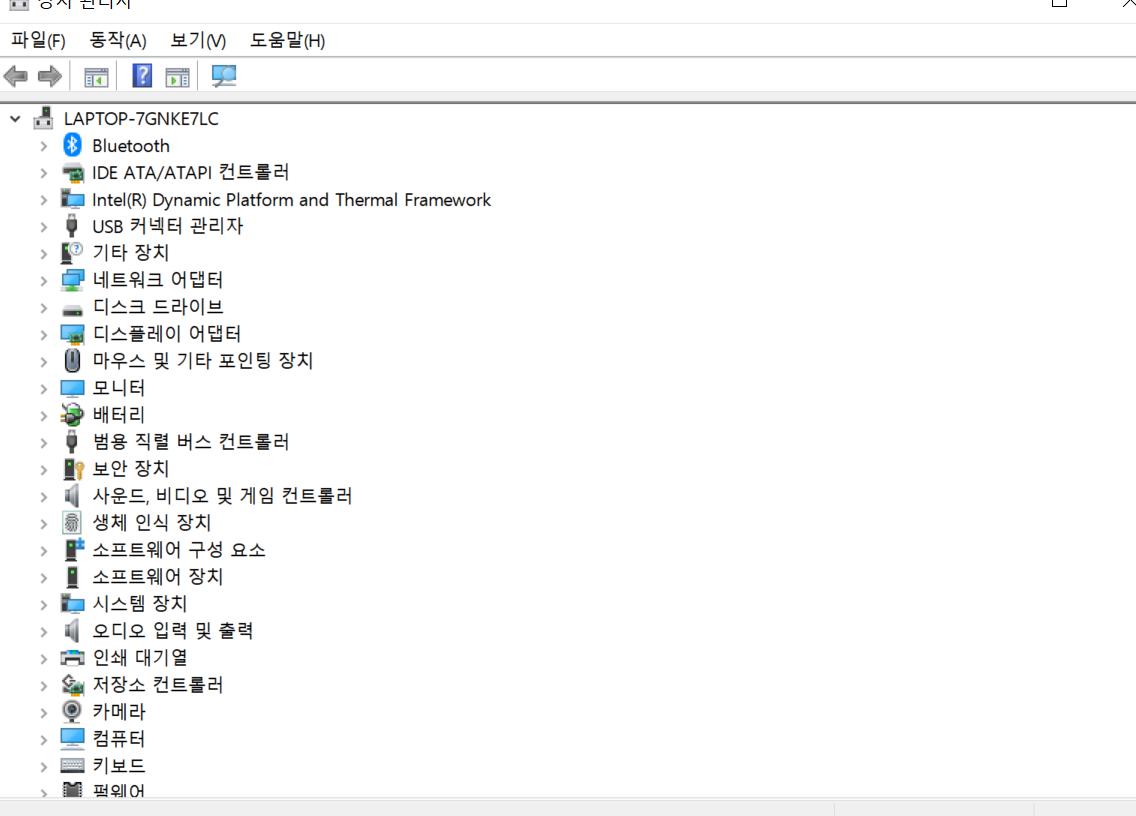 장치 관리자
파일(F) 동작(A) 보기(V) 도움말(H)
LAPTOP-7GNKE7LC
Bluetooth
IDE ATA/ATAPI 컨트롤러
Intel(R) Dynamic Platform and Thermal Framework
USB 커넥터 관리자
기타 장치
네트워크 어댑터
디스크 드라이브
디스플레이 어댑터
마우스 및 기타 포인팅 장치
모니터
배터리
범용 직렬 버스 컨트롤러
보안 장치
사운드, 비디오 및 게임 컨트롤러
생체 인식 장치
소프트웨어 구성 요소
소프트웨어 장치
시스템 장치
오디오 입력 및 출력
인쇄 대기열
저장소 컨트롤러
카메라
컴퓨터
키보드
펌웨어